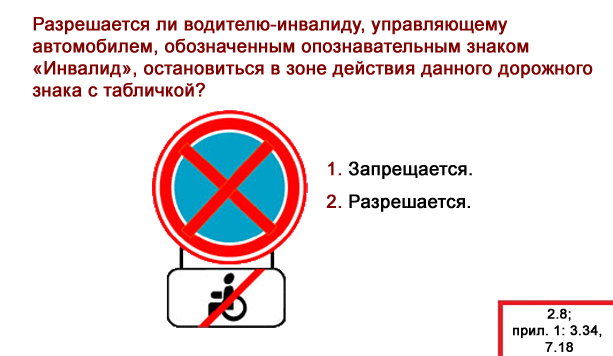 Разрешается ли водителю-инвалиду, управляющему
автомобилем, обозначенным опознавательным знаком
«Инвалид», остановиться в зоне действия данного дорожного
знака с табличкой?
1. Запрещается.
2. Разрешается.
2.8;
прил. 1: 3.34,
7.18